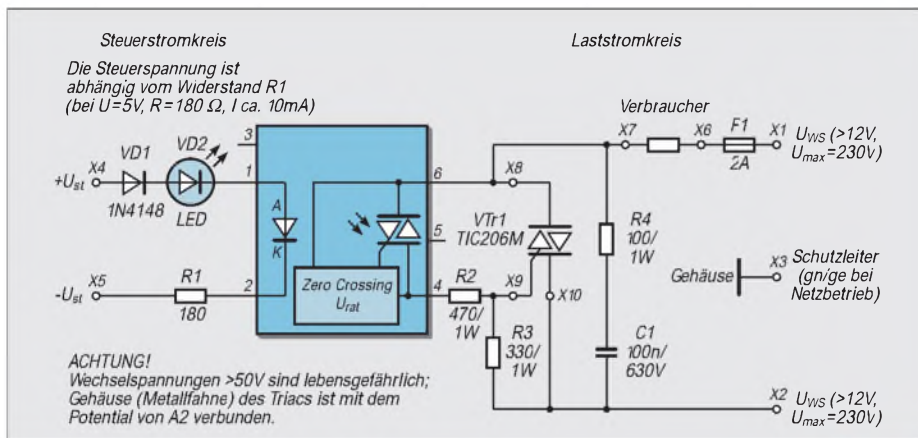 Steuerstromkreis
Laststromkreis
Die Steuerspannung ist
abhängig vom Widerstand R1
(bei U=5V, R=180 Ω, I ca. 10mA)
Verbraucher
VD1
VD2
3
X7
X6
F1
X1
U_WS (>12V,
U_max=230V)
+U_st
X4
1
6
X8
2A
1N4148
LED
A
K
5
VTr1
TIC206M
R4
100/
1W
Gehäuse
X3
Schutzleiter
(gn/ge bei
Netzbetrieb)
-U_st
X5
R1
180
2
Zero Crossing
U_rat
4
R2
470/
1W
X9
X10
R3
330/
1W
C1
100n/
630V
ACHTUNG!
Wechselspannungen >50V sind lebensgefährlich;
Gehäuse (Metallfahne) des Triacs ist mit dem
Potential von A2 verbunden.
X2
U_WS (>12V,
U_max=230V)